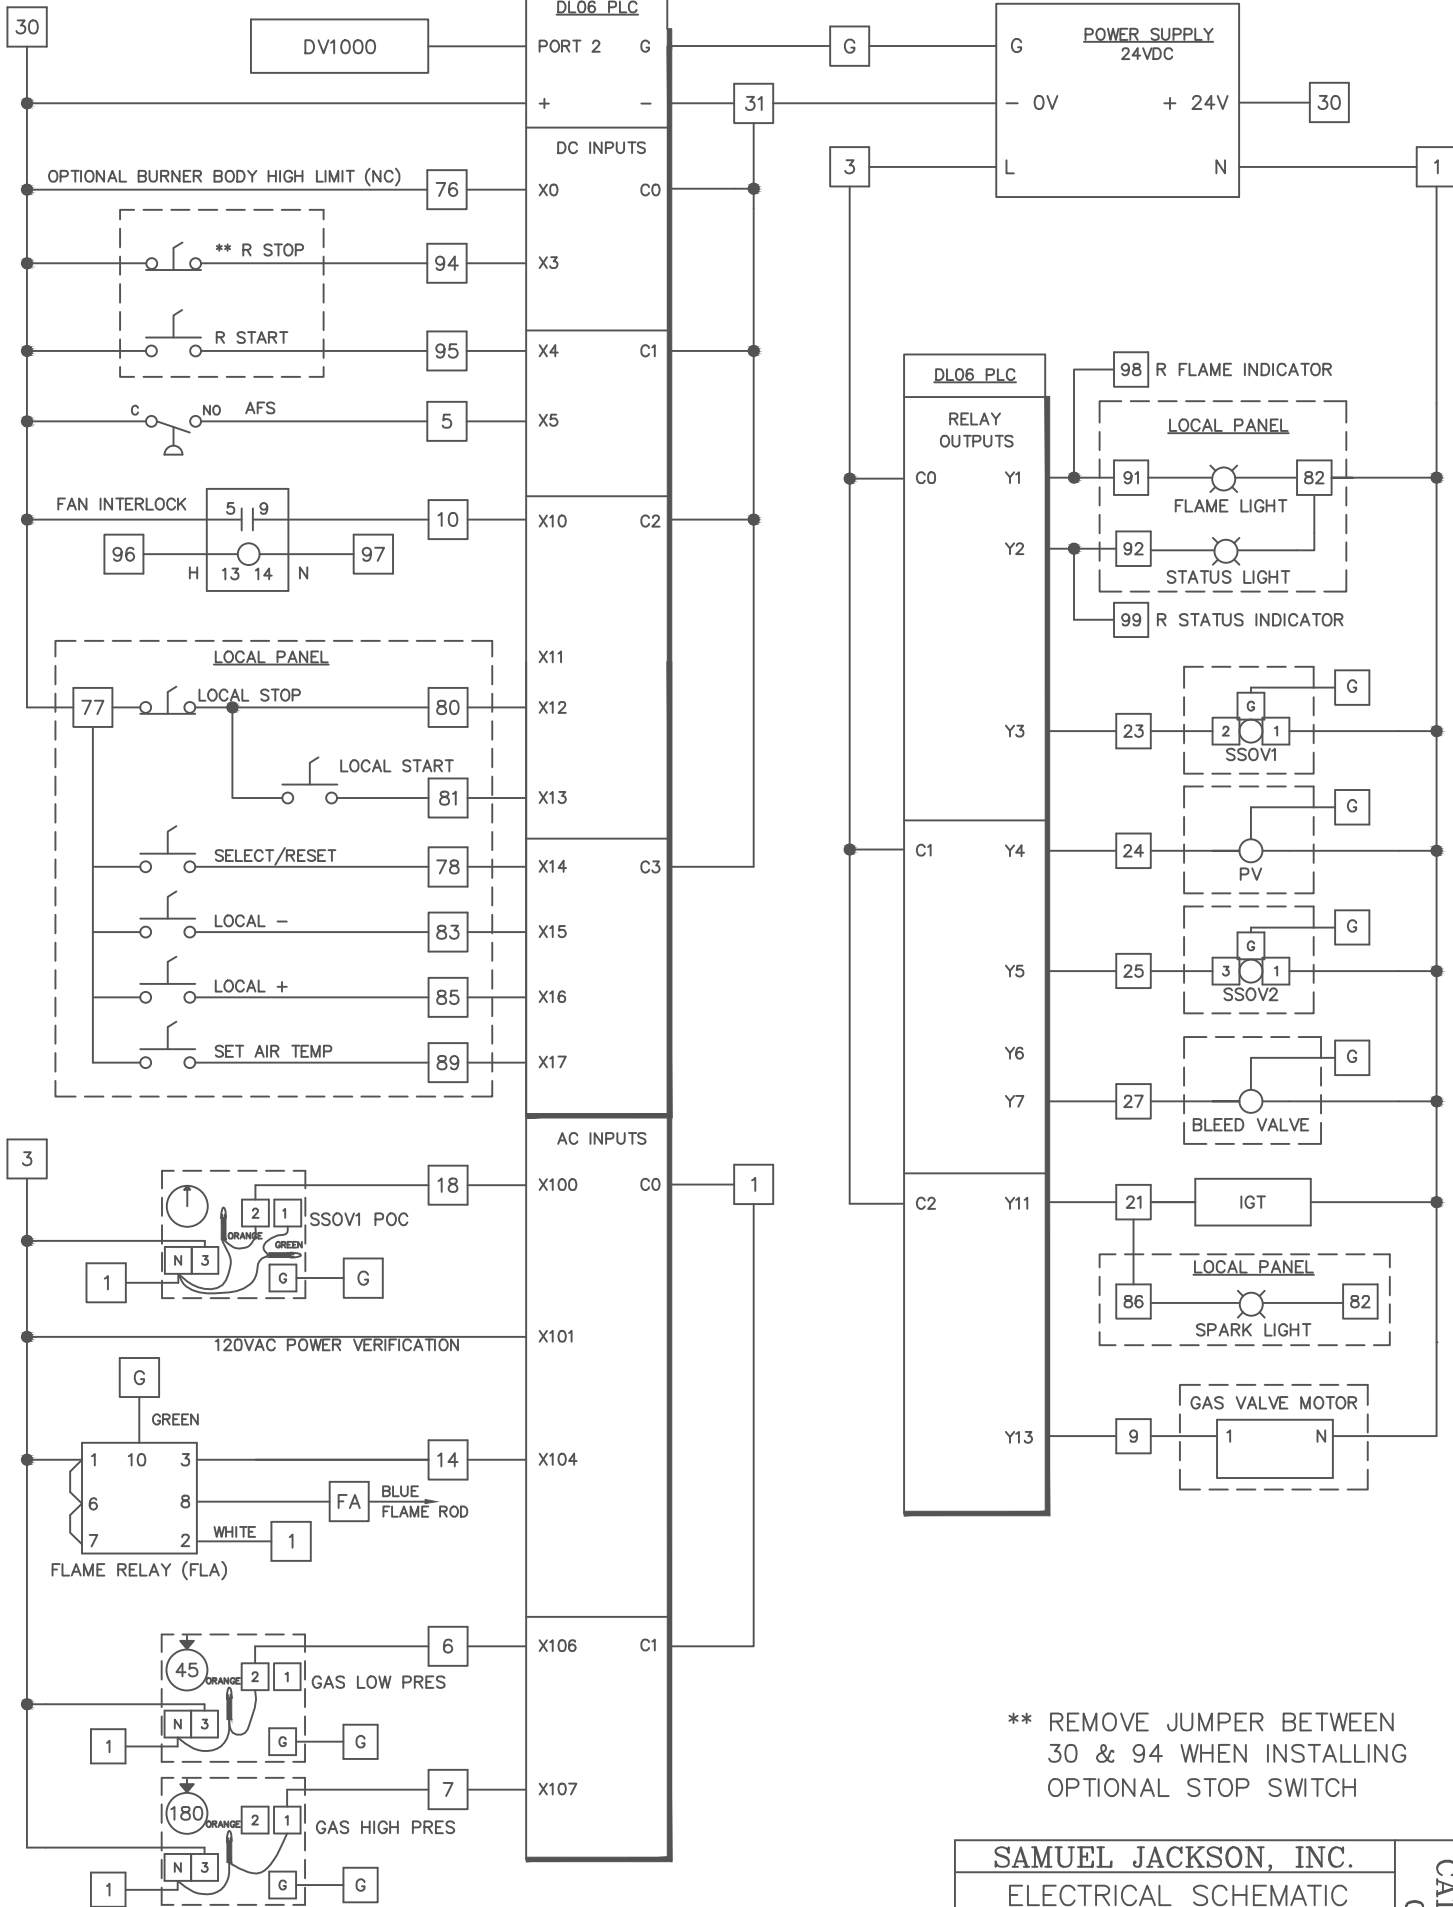 30
DV1000
DL06 PLC
PORT 2 G
G
G
POWER SUPPLY
24VDC
+ −
31
− 0V + 24V
30
DC INPUTS
3
L N
1
OPTIONAL BURNER BODY HIGH LIMIT (NC)
76
X0 C0
** R STOP
94
X3
R START
95
X4 C1
C NO AFS
5
X5
FAN INTERLOCK
5 9
10
X10 C2
96
97
H 13 14 N
X11
LOCAL PANEL
77
LOCAL STOP
80
X12
LOCAL START
81
X13
SELECT/RESET
78
X14 C3
LOCAL −
83
X15
LOCAL +
85
X16
SET AIR TEMP
89
X17
AC INPUTS
3
18
X100 C0
1
2 1
SSOV1 POC
ORANGE
GREEN
N 3
1
G
G
X101
120VAC POWER VERIFICATION
G
GREEN
1 10 3
14
X104
6 8
FA
BLUE
FLAME ROD
7 2
WHITE
1
FLAME RELAY (FLA)
6
X106 C1
45
ORANGE
2 1
GAS LOW PRES
N 3
1
G
G
7
X107
180
ORANGE
2 1
GAS HIGH PRES
N 3
1
G
G
DL06 PLC
RELAY
OUTPUTS
98
R FLAME INDICATOR
LOCAL PANEL
C0 Y1
91
82
FLAME LIGHT
Y2
92
STATUS LIGHT
99
R STATUS INDICATOR
G
G
Y3
23
2 1
SSOV1
G
C1 Y4
24
PV
G
G
Y5
25
3 1
SSOV2
Y6
G
Y7
27
BLEED VALVE
C2 Y11
21
IGT
LOCAL PANEL
86
82
SPARK LIGHT
GAS VALVE MOTOR
Y13
9
1 N
** REMOVE JUMPER BETWEEN
30 & 94 WHEN INSTALLING
OPTIONAL STOP SWITCH
SAMUEL JACKSON, INC.
ELECTRICAL SCHEMATIC